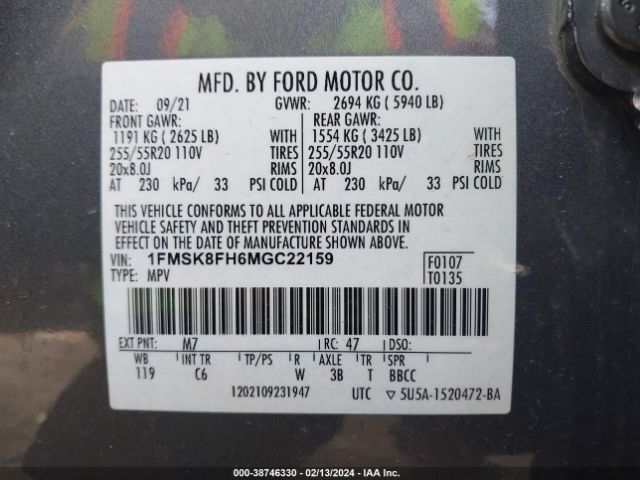 MFD. BY FORD MOTOR CO.
DATE: 09/21 GVWR: 2694 KG ( 5940 LB)
FRONT GAWR: REAR GAWR:
1191 KG ( 2625 LB) WITH 1554 KG ( 3425 LB) WITH
255/55R20 110V TIRES 255/55R20 110V TIRES
20x8.0J RIMS 20x8.0J RIMS
AT 230 kPa/ 33 PSI COLD AT 230 kPa/ 33 PSI COLD
THIS VEHICLE CONFORMS TO ALL APPLICABLE FEDERAL MOTOR
VEHICLE SAFETY AND THEFT PREVENTION STANDARDS IN
EFFECT ON THE DATE OF MANUFACTURE SHOWN ABOVE.
VIN: 1FMSK8FH6MGC22159 F0107
TYPE: MPV T0135
EXT PNT: M7 RC: 47 DSO:
WB INT TR TP/PS R AXLE TR SPR
119 C6 W 3B T BBCC
1202109231947 UTC ▽ 5U5A-1520472-BA
000-38746330 - 02/13/2024 - IAA Inc.